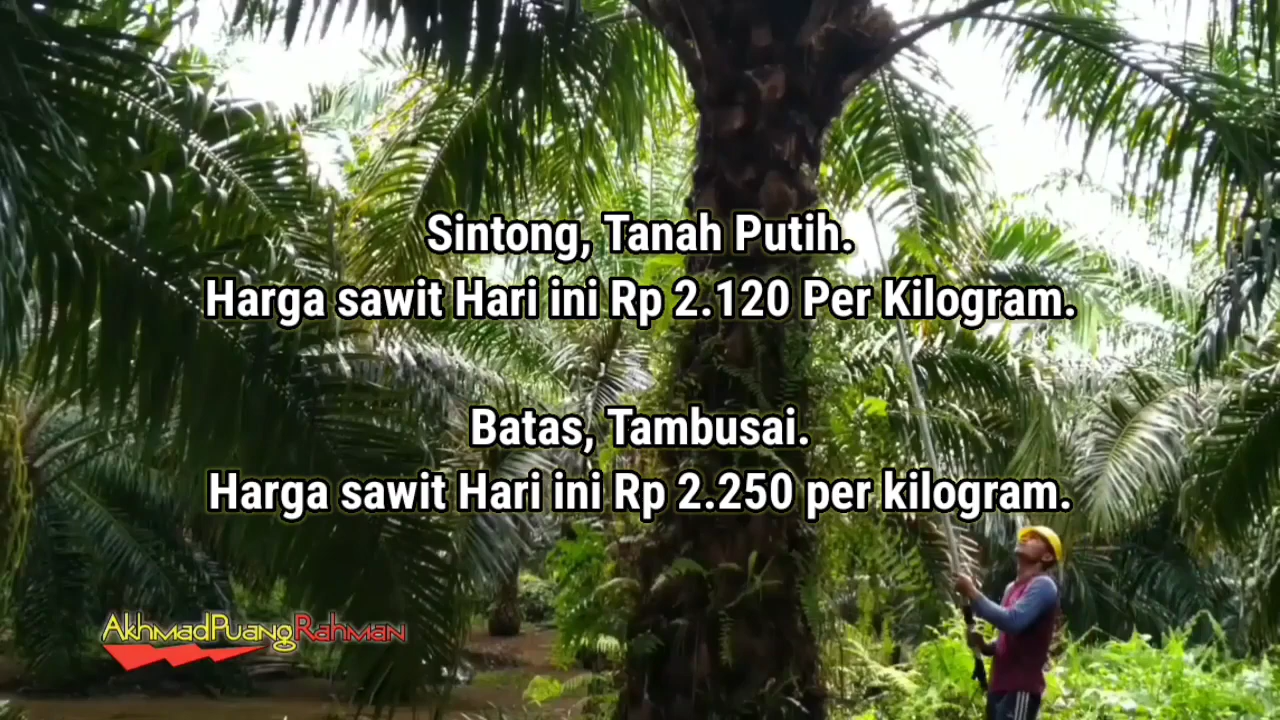 Sintong, Tanah Putih.
Harga sawit Hari ini Rp 2.120 Per Kilogram.
Batas, Tambusai.
Harga sawit Hari ini Rp 2.250 per kilogram.
AkhmadPuangRahman